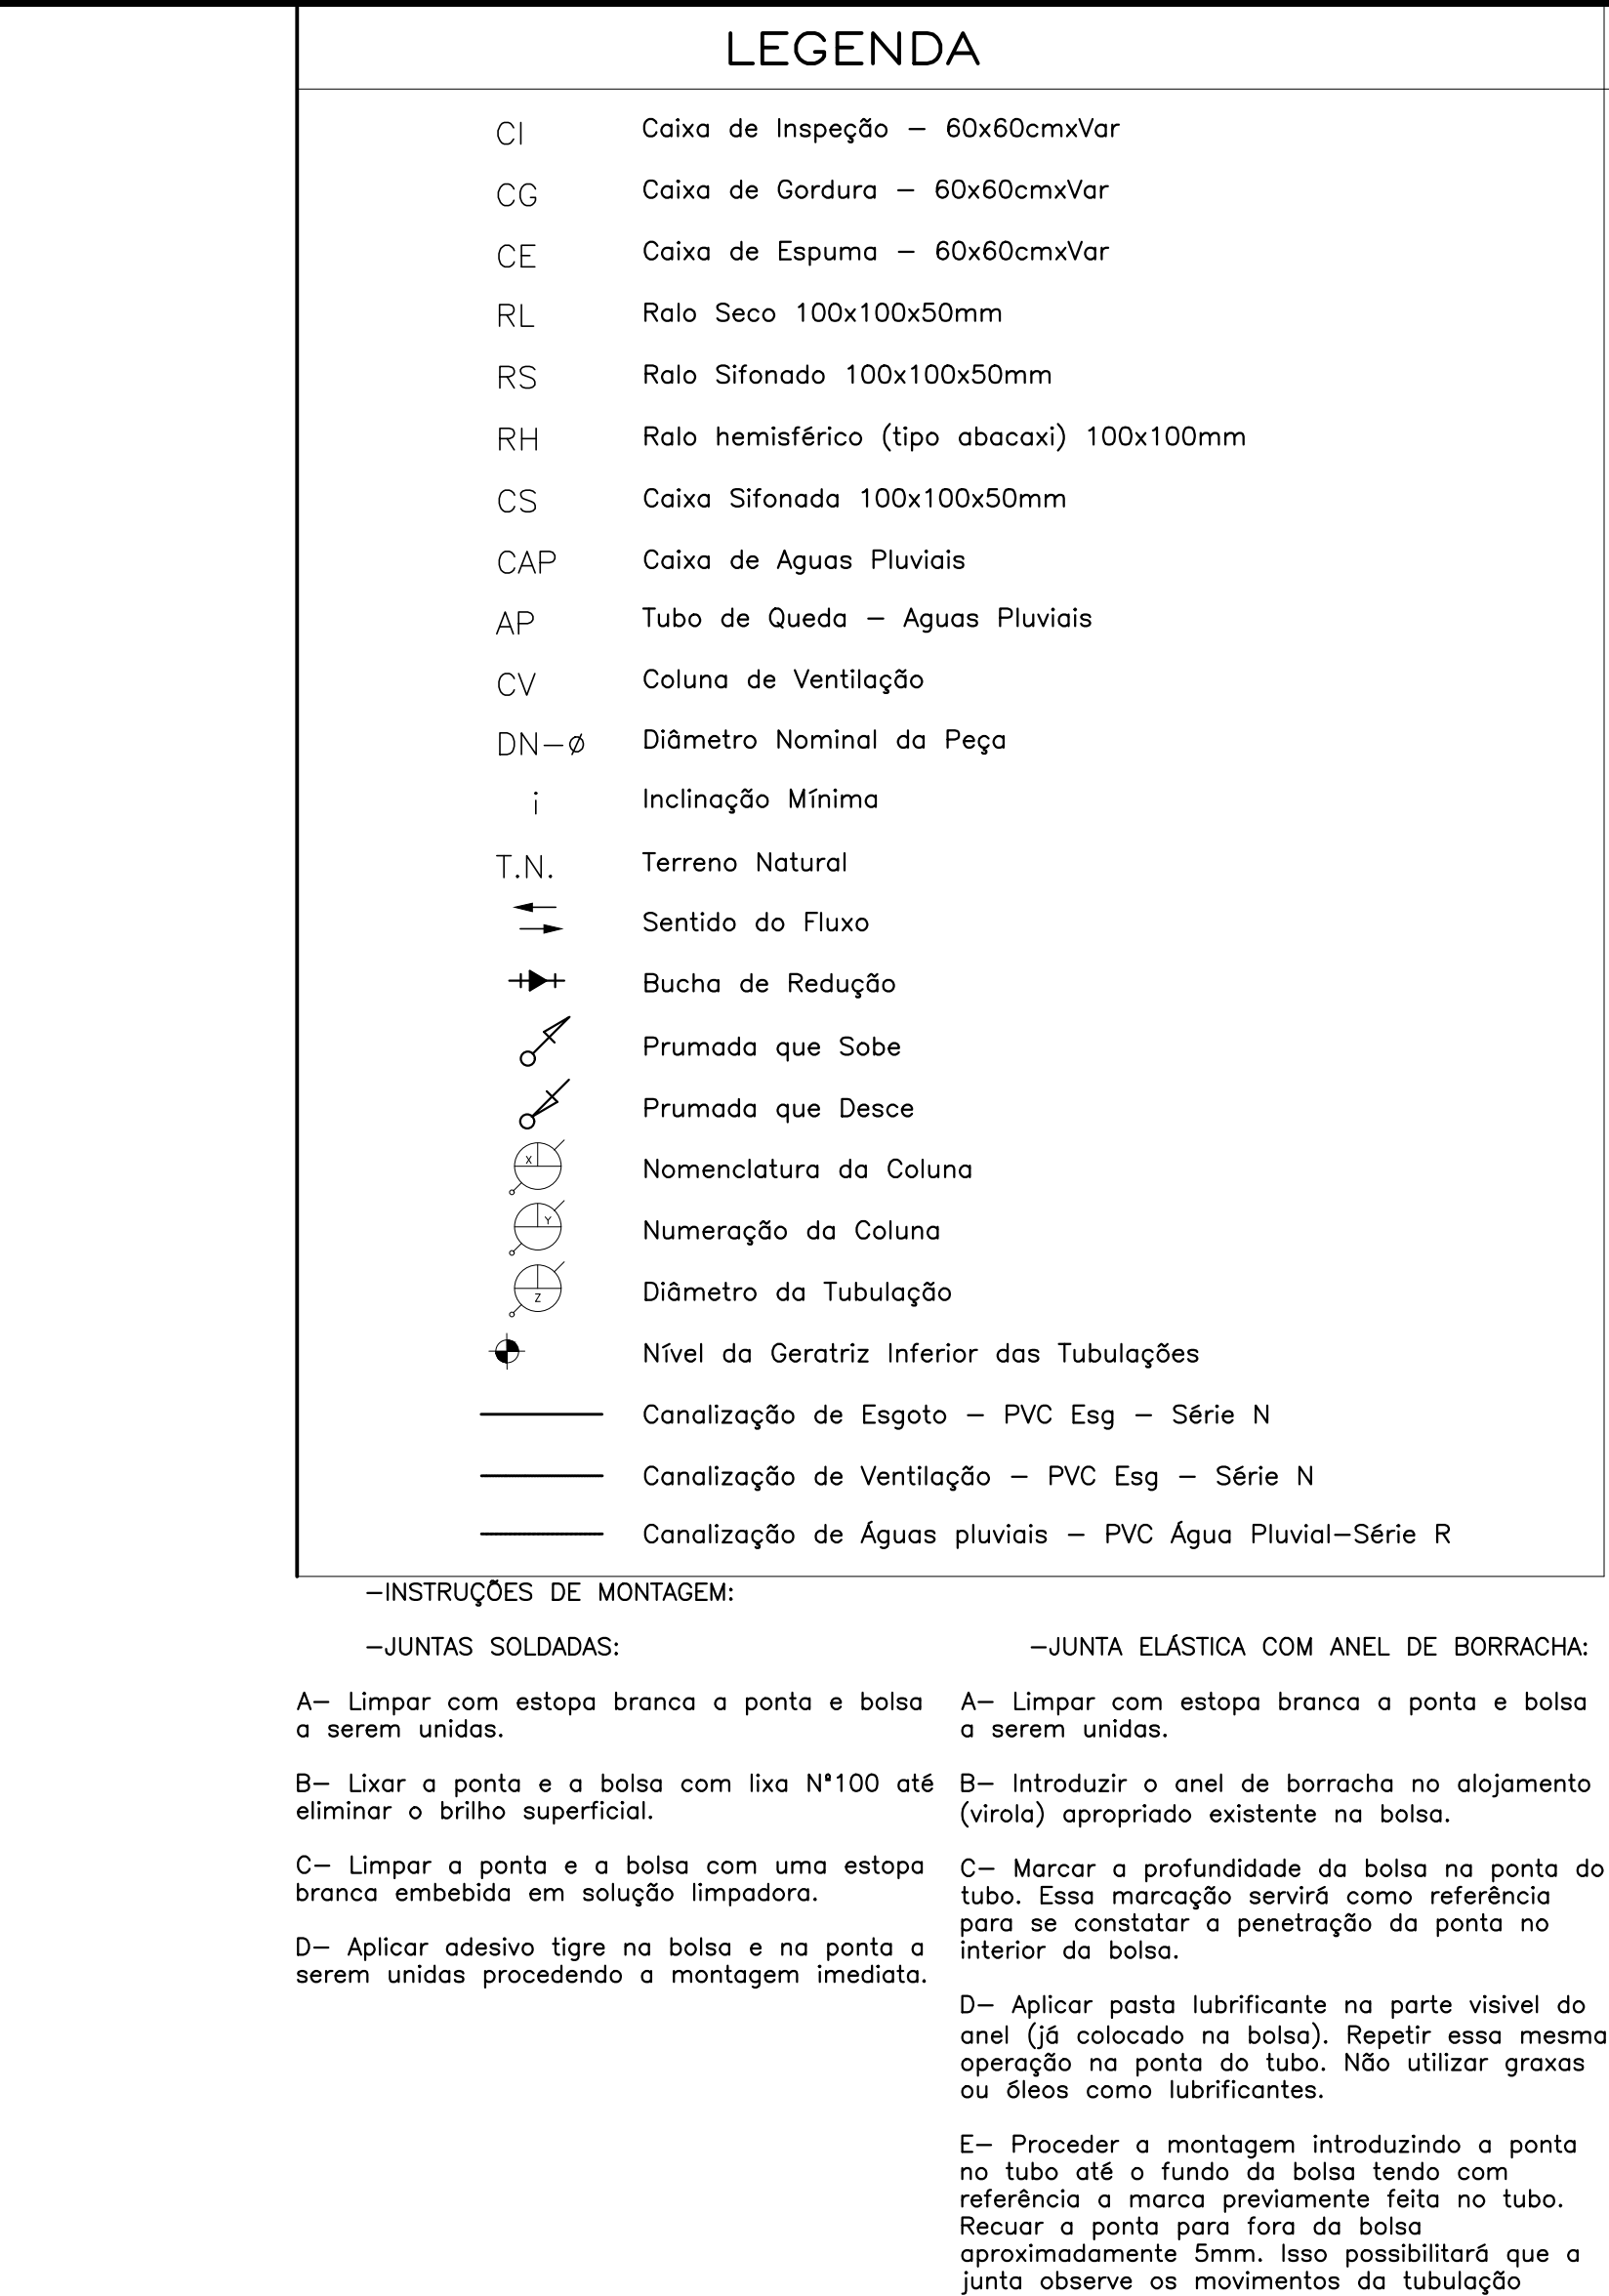 LEGENDA
CI Caixa de Inspeção - 60x60cmxVar
CG Caixa de Gordura - 60x60cmxVar
CE Caixa de Espuma - 60x60cmxVar
RL Ralo Seco 100x100x50mm
RS Ralo Sifonado 100x100x50mm
RH Ralo hemisférico (tipo abacaxi) 100x100mm
CS Caixa Sifonada 100x100x50mm
CAP Caixa de Aguas Pluviais
AP Tubo de Queda - Aguas Pluviais
CV Coluna de Ventilação
DN-ø Diâmetro Nominal da Peça
i Inclinação Mínima
T.N. Terreno Natural
Sentido do Fluxo
Bucha de Redução
Prumada que Sobe
Prumada que Desce
X Nomenclatura da Coluna
Y Numeração da Coluna
Z Diâmetro da Tubulação
Nível da Geratriz Inferior das Tubulações
Canalização de Esgoto - PVC Esg - Série N
Canalização de Ventilação - PVC Esg - Série N
Canalização de Águas pluviais - PVC Água Pluvial-Série R
-INSTRUÇÕES DE MONTAGEM:
-JUNTAS SOLDADAS:
A- Limpar com estopa branca a ponta e bolsa
a serem unidas.
B- Lixar a ponta e a bolsa com lixa Nº100 até
eliminar o brilho superficial.
C- Limpar a ponta e a bolsa com uma estopa
branca embebida em solução limpadora.
D- Aplicar adesivo tigre na bolsa e na ponta a
serem unidas procedendo a montagem imediata.
-JUNTA ELÁSTICA COM ANEL DE BORRACHA:
A- Limpar com estopa branca a ponta e bolsa
a serem unidas.
B- Introduzir o anel de borracha no alojamento
(virola) apropriado existente na bolsa.
C- Marcar a profundidade da bolsa na ponta do
tubo. Essa marcação servirá como referência
para se constatar a penetração da ponta no
interior da bolsa.
D- Aplicar pasta lubrificante na parte visivel do
anel (já colocado na bolsa). Repetir essa mesma
operação na ponta do tubo. Não utilizar graxas
ou óleos como lubrificantes.
E- Proceder a montagem introduzindo a ponta
no tubo até o fundo da bolsa tendo com
referência a marca previamente feita no tubo.
Recuar a ponta para fora da bolsa
aproximadamente 5mm. Isso possibilitará que a
junta observe os movimentos da tubulação